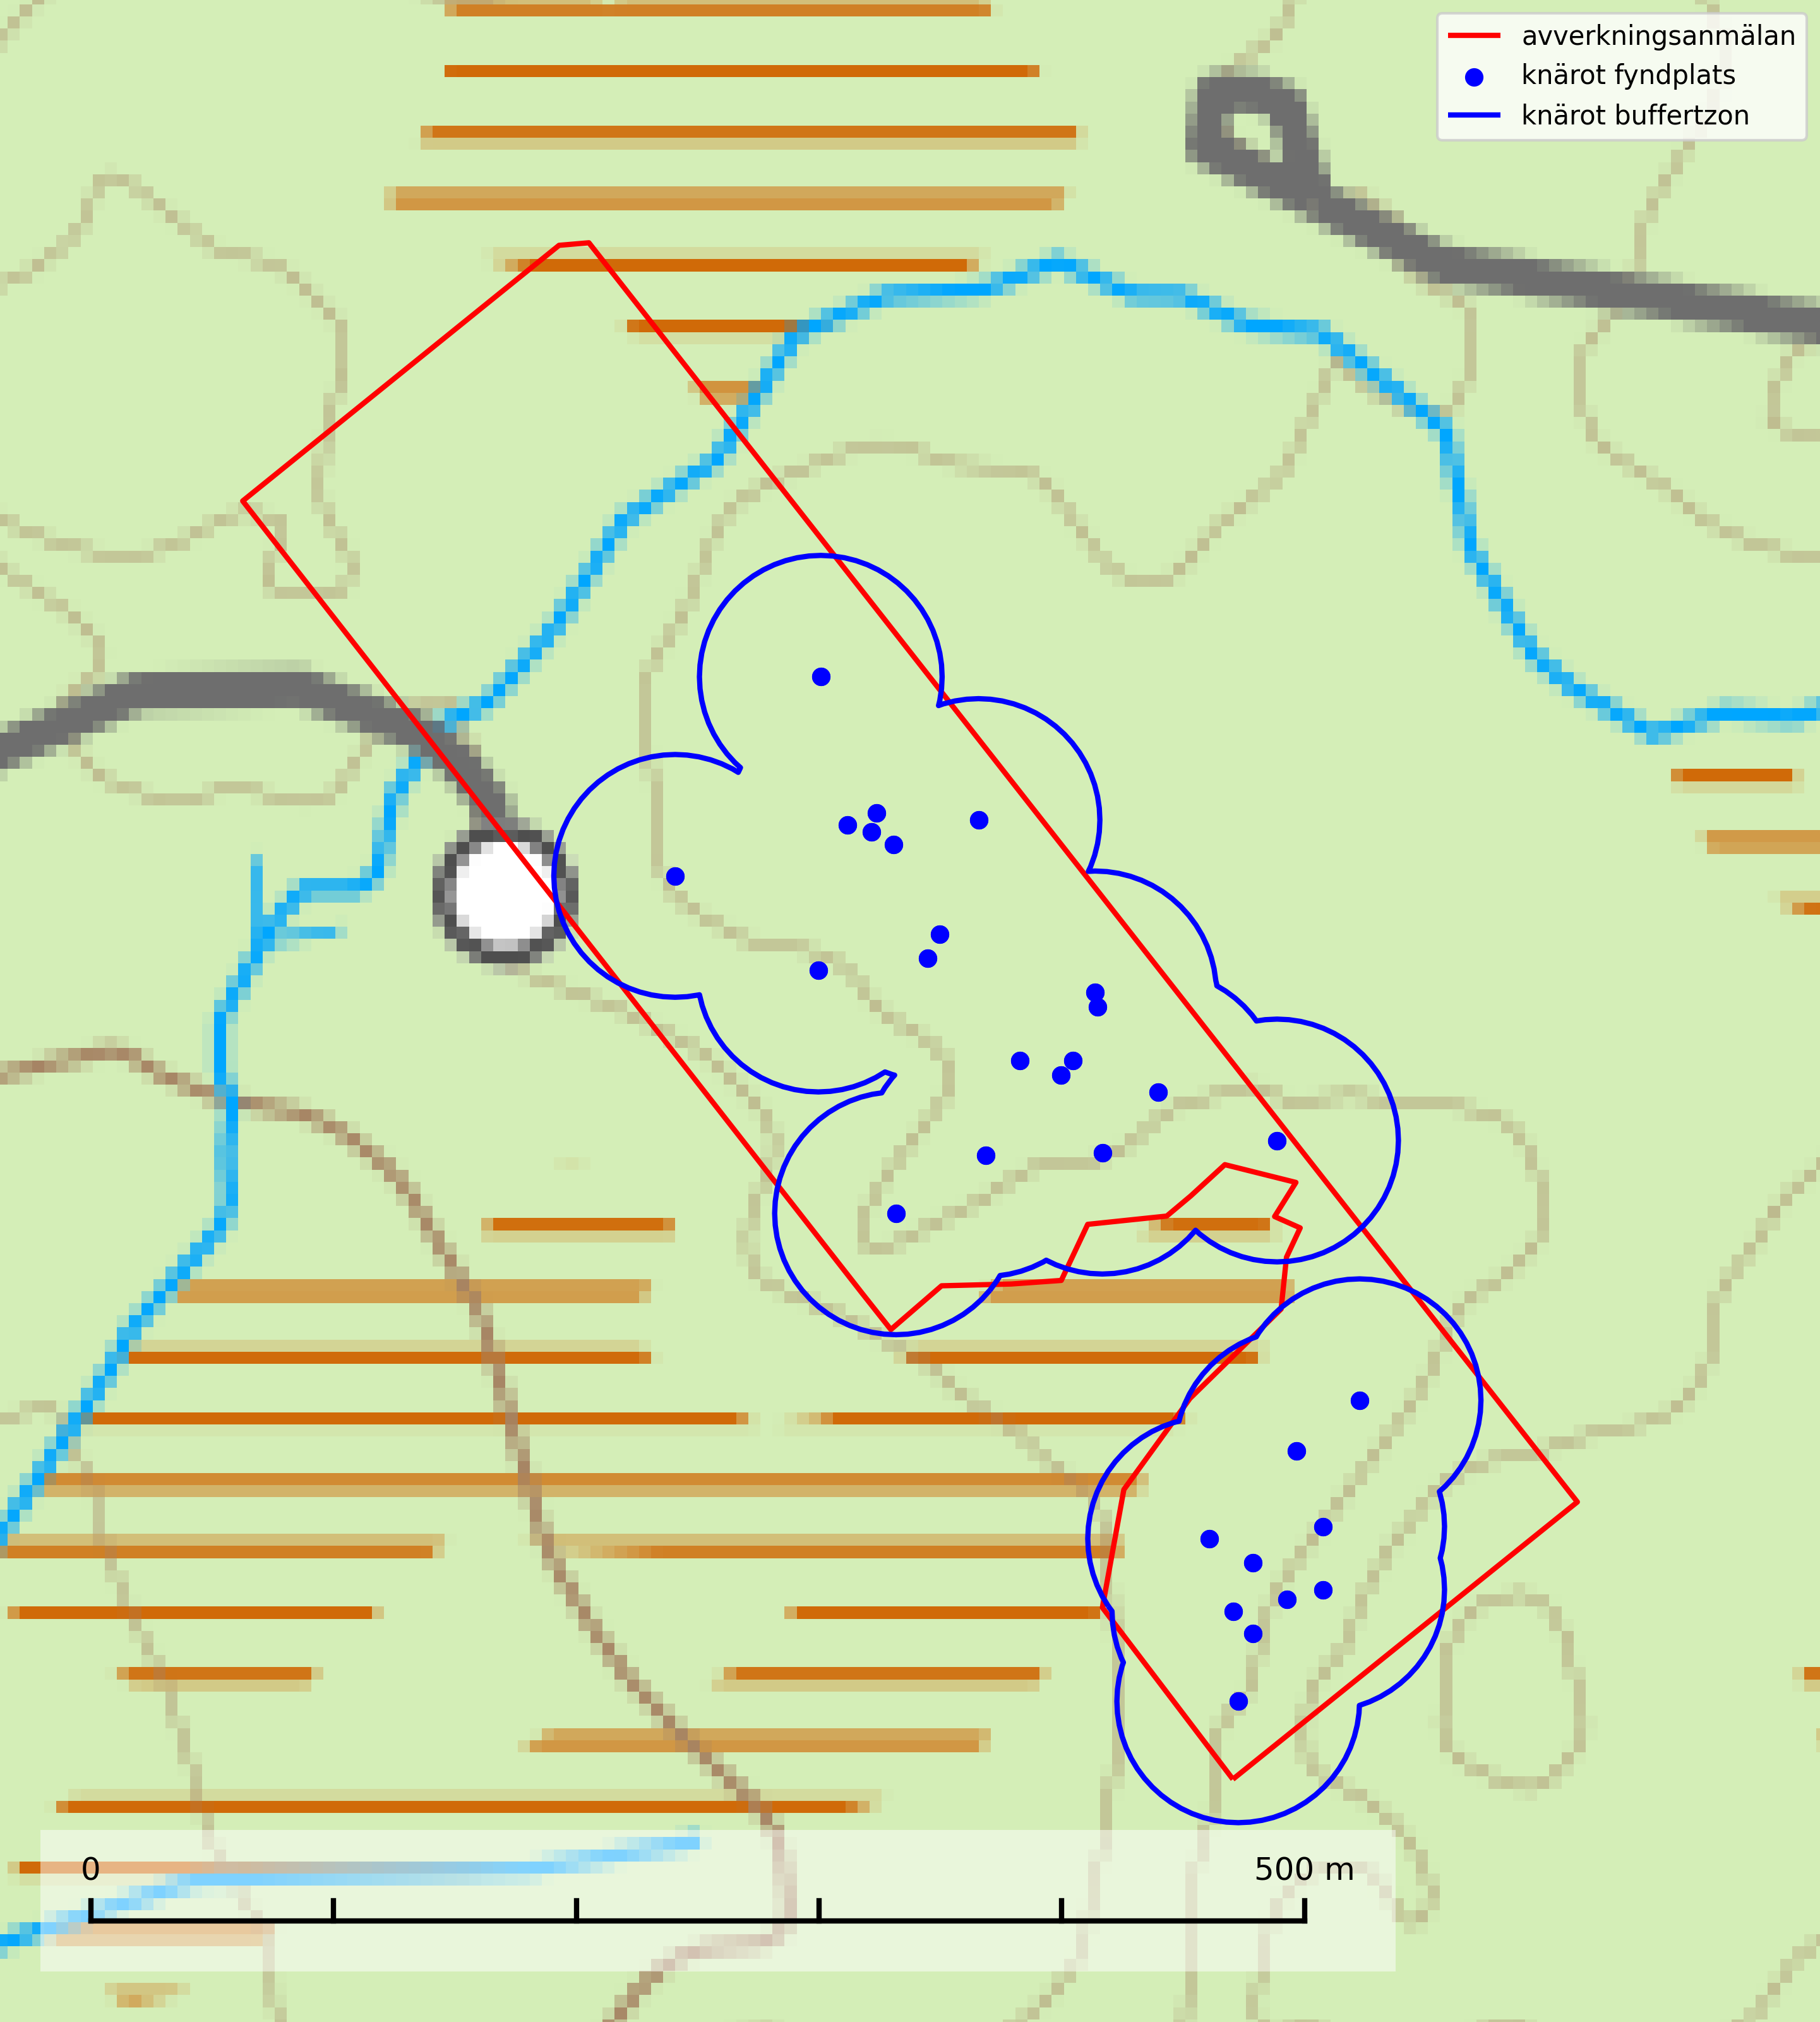 avverkningsanmälan
knärot fyndplats
knärot buffertzon
0 500 m